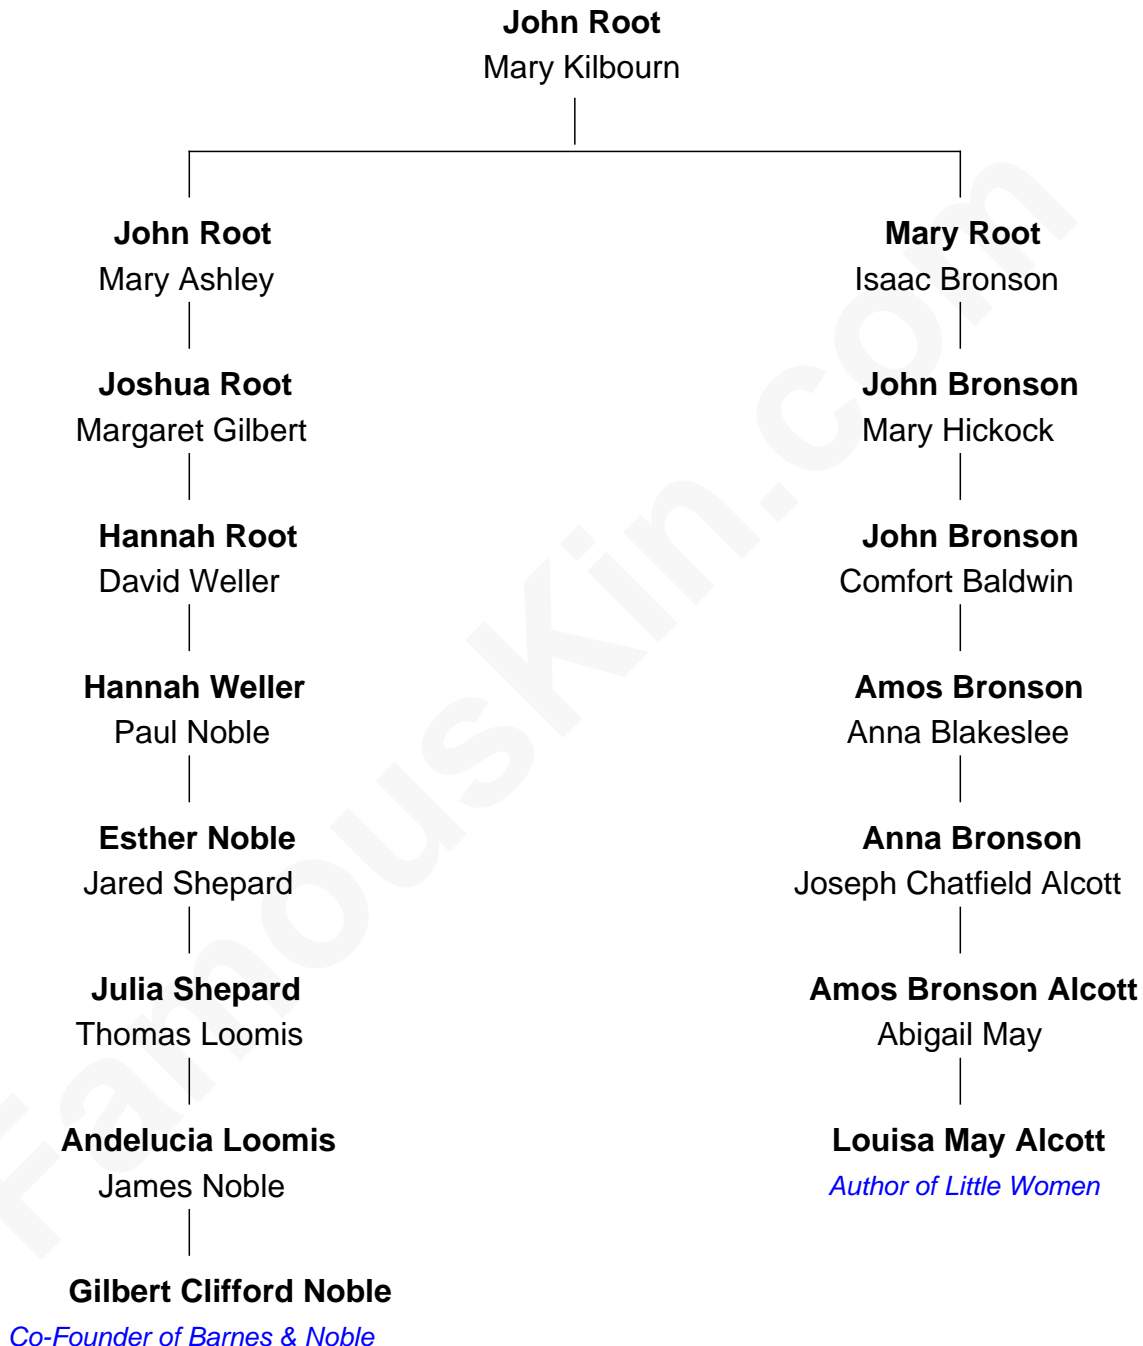 John Root
Mary Kilbourn
John Root
Mary Ashley
Joshua Root
Margaret Gilbert
Hannah Root
David Weller
Hannah Weller
Paul Noble
Esther Noble
Jared Shepard
Julia Shepard
Thomas Loomis
Andelucia Loomis
James Noble
Gilbert Clifford Noble
Co-Founder of Barnes & Noble
Mary Root
Isaac Bronson
John Bronson
Mary Hickock
John Bronson
Comfort Baldwin
Amos Bronson
Anna Blakeslee
Anna Bronson
Joseph Chatfield Alcott
Amos Bronson Alcott
Abigail May
Louisa May Alcott
Author of Little Women
FamousKin.com